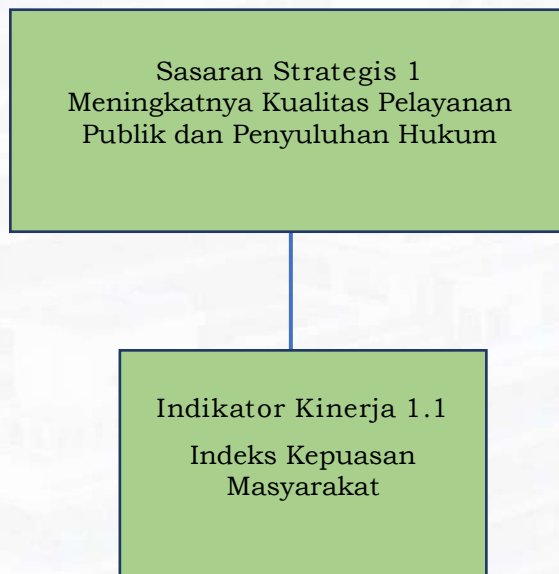 Sasaran Strategis 1
Meningkatnya Kualitas Pelayanan
Publik dan Penyuluhan Hukum
Indikator Kinerja 1.1
Indeks Kepuasan
Masyarakat